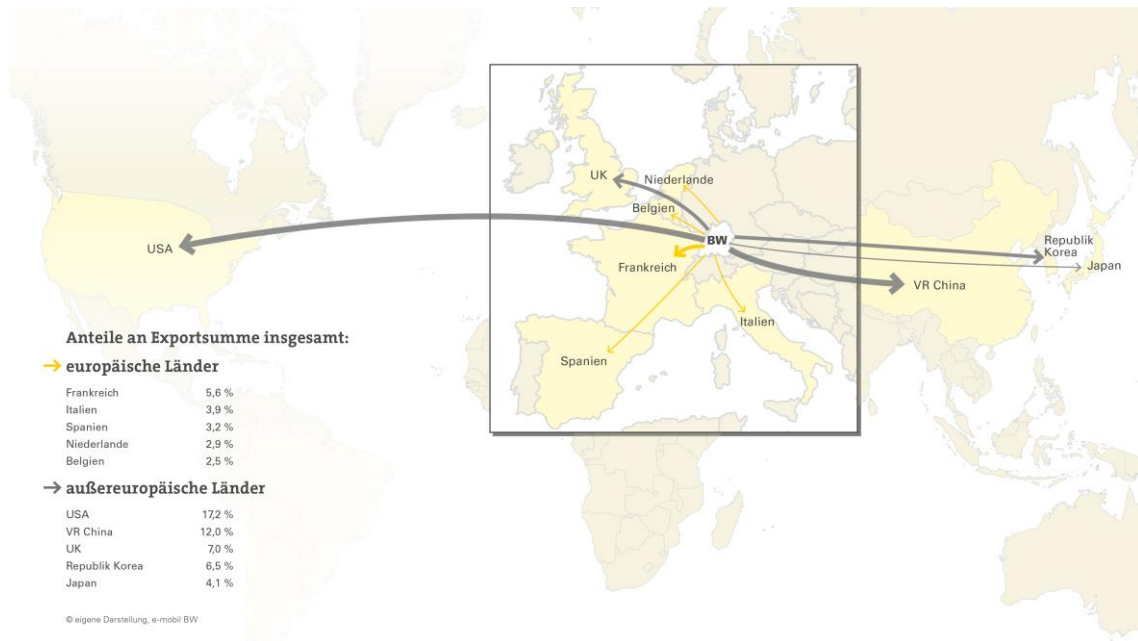 UK
Niederlande
Belgien
BW
USA
Frankreich
Republik
Korea
Japan
VR China
Italien
Spanien
Anteile an Exportsumme insgesamt:
→ europäische Länder
Frankreich 5,6 %
Italien 3,9 %
Spanien 3,2 %
Niederlande 2,9 %
Belgien 2,5 %
→ außereuropäische Länder
USA 17,2 %
VR China 12,0 %
UK 7,0 %
Republik Korea 6,5 %
Japan 4,1 %
© eigene Darstellung, e-mobil BW